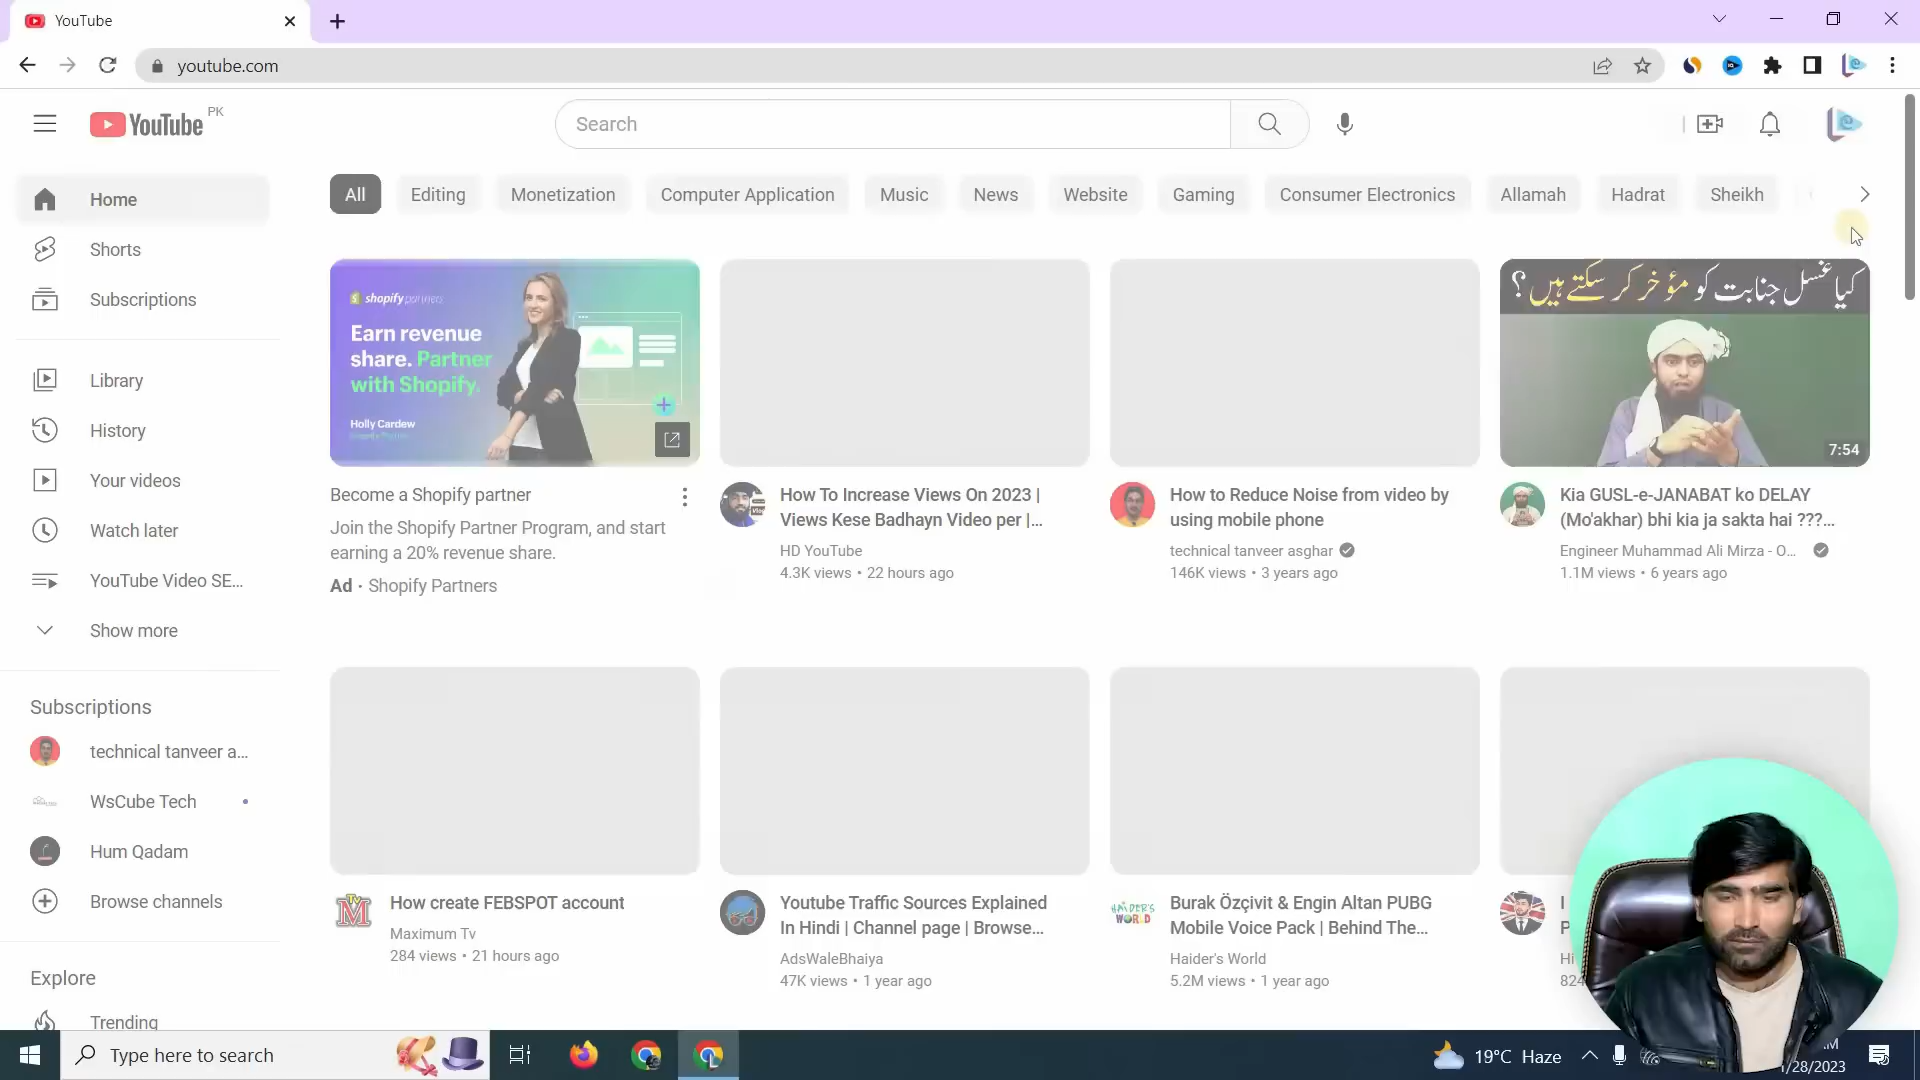 YouTube
youtube.com
YouTube PK
Search
Home
Shorts
Subscriptions
Library
History
Your videos
Watch later
YouTube Video SE...
Show more
Subscriptions
technical tanveer a...
WsCube Tech
Hum Qadam
Browse channels
Explore
Trending
All
Editing
Monetization
Computer Application
Music
News
Website
Gaming
Consumer Electronics
Allamah
Hadrat
Sheikh
shopify partners
Earn revenue
share. Partner
with Shopify.
Holly Cardew
Become a Shopify partner
Join the Shopify Partner Program, and start
earning a 20% revenue share.
Ad · Shopify Partners
How To Increase Views On 2023 |
Views Kese Badhayn Video per |...
HD YouTube
4.3K views • 22 hours ago
How to Reduce Noise from video by
using mobile phone
technical tanveer asghar
146K views • 3 years ago
کیا غسل جنابت کو مؤخر کر سکتے ہیں ؟
7:54
Kia GUSL-e-JANABAT ko DELAY
(Mo'akhar) bhi kia ja sakta hai ???...
Engineer Muhammad Ali Mirza - O...
1.1M views • 6 years ago
How create FEBSPOT account
Maximum Tv
284 views • 21 hours ago
Youtube Traffic Sources Explained
In Hindi | Channel page | Browse...
AdsWaleBhaiya
47K views • 1 year ago
HAIDER'S
WORLD
Burak Özçivit & Engin Altan PUBG
Mobile Voice Pack | Behind The...
Haider's World
5.2M views • 1 year ago
I
P
Hi
824
Type here to search
19°C Haze
1/28/2023